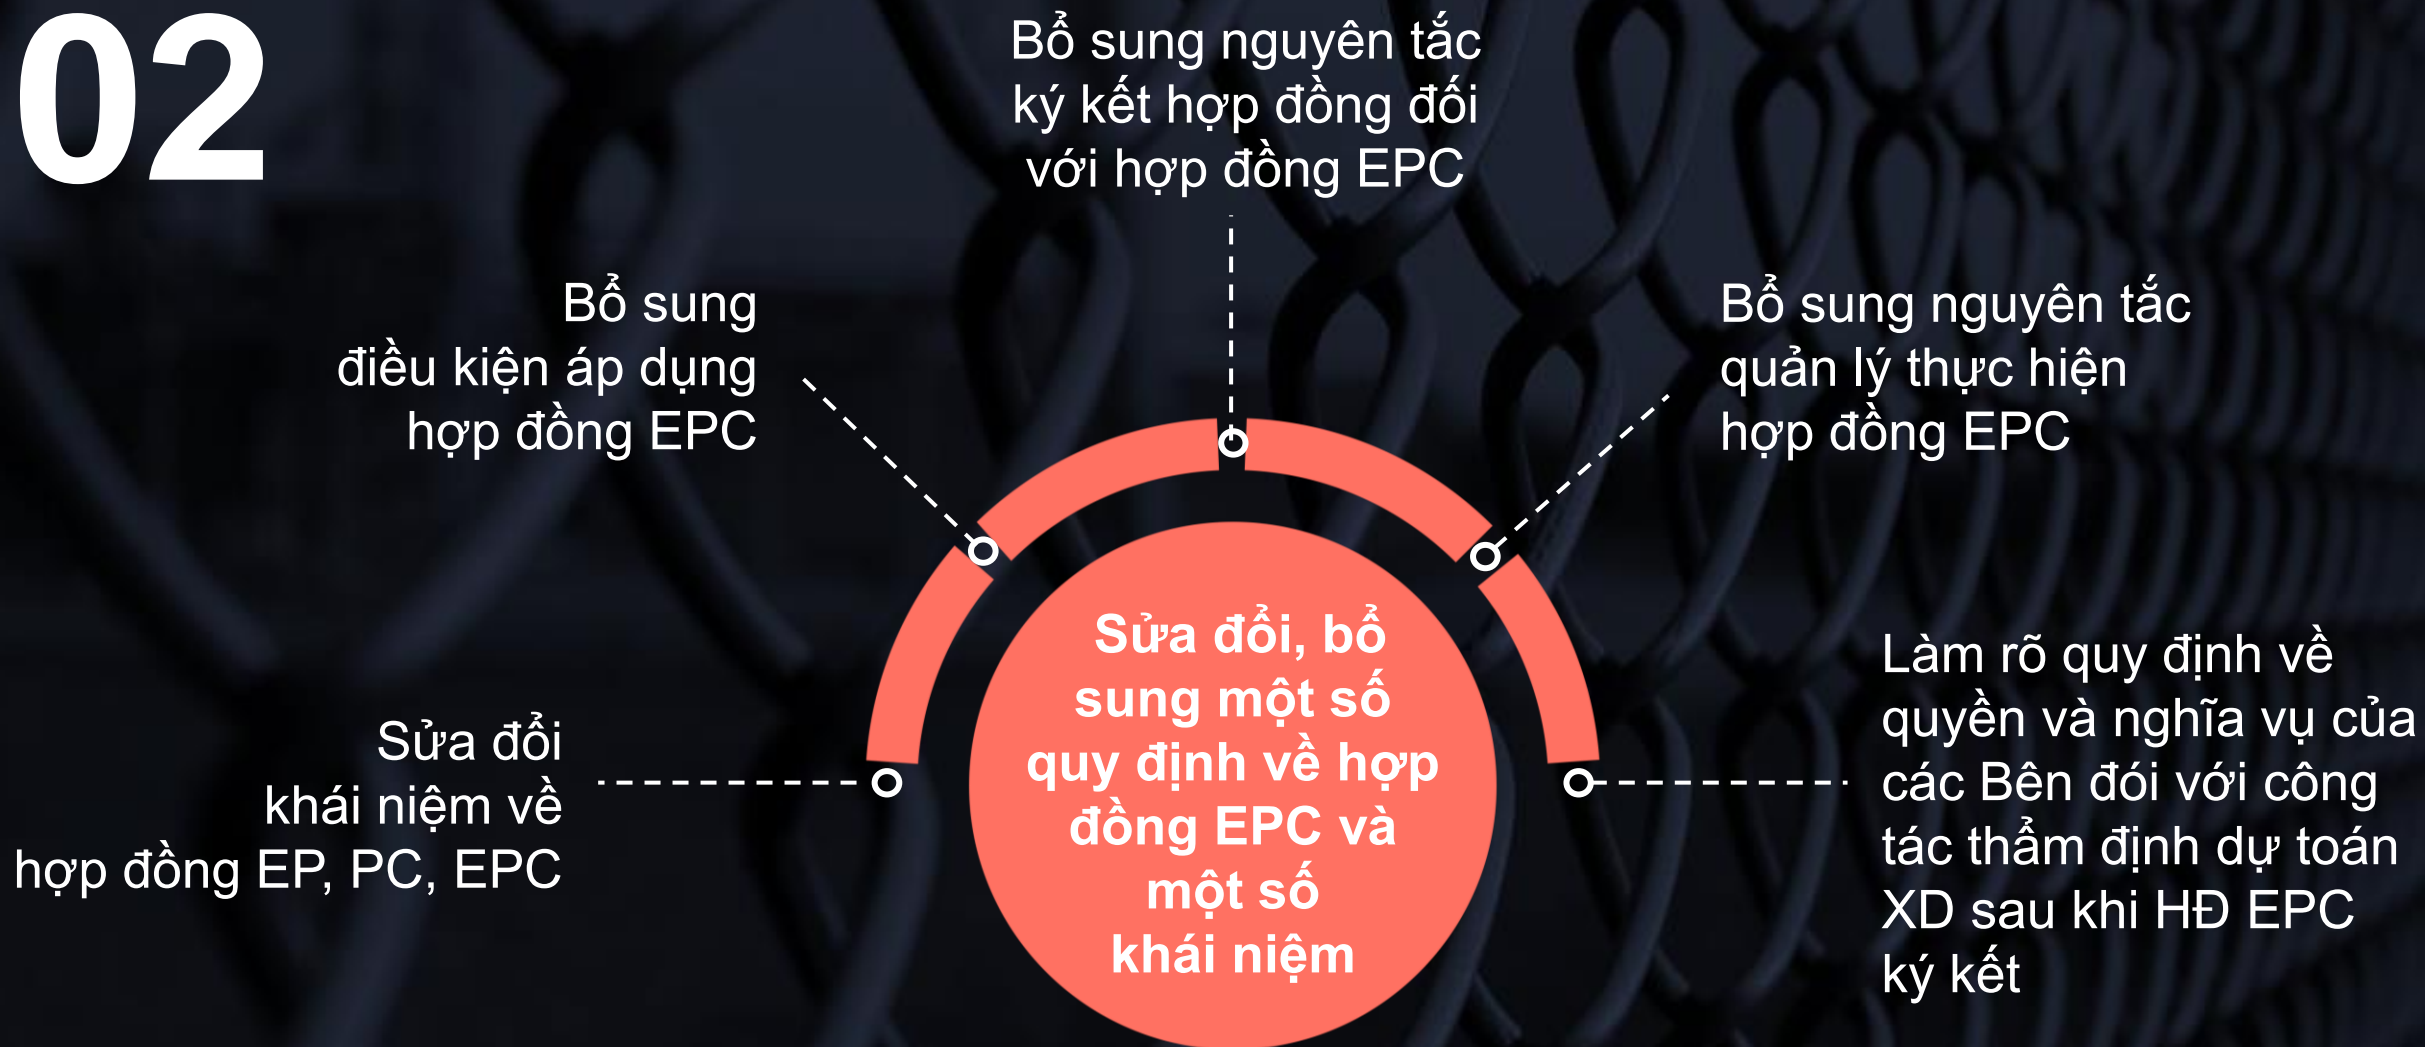 02
Bổ sung nguyên tắc
ký kết hợp đồng đối
với hợp đồng EPC
Bổ sung
điều kiện áp dụng
hợp đồng EPC
Bổ sung nguyên tắc
quản lý thực hiện
hợp đồng EPC
Sửa đổi
khái niệm về
hợp đồng EP, PC, EPC
Sửa đổi, bổ
sung một số
quy định về hợp
đồng EPC và
một số
khái niệm
Làm rõ quy định về
quyền và nghĩa vụ của
các Bên đói với công
tác thẩm định dự toán
XD sau khi HĐ EPC
ký kết